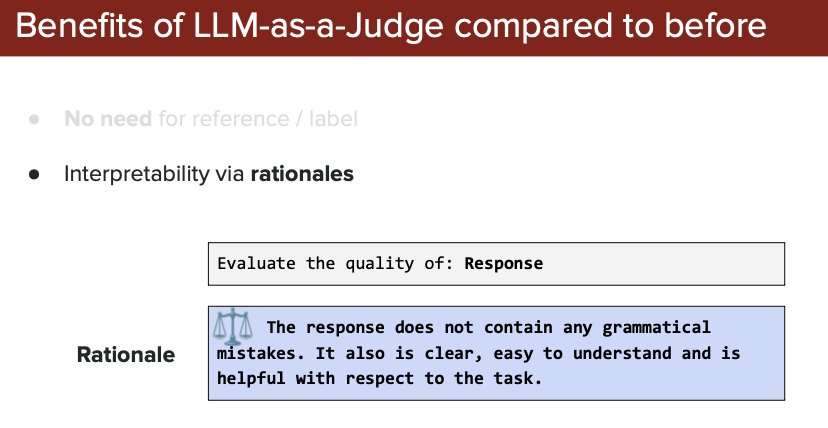 Benefits of LLM-as-a-Judge compared to before
● No need for reference / label
● Interpretability via rationales
Evaluate the quality of: Response
Rationale
The response does not contain any grammatical
mistakes. It also is clear, easy to understand and is
helpful with respect to the task.